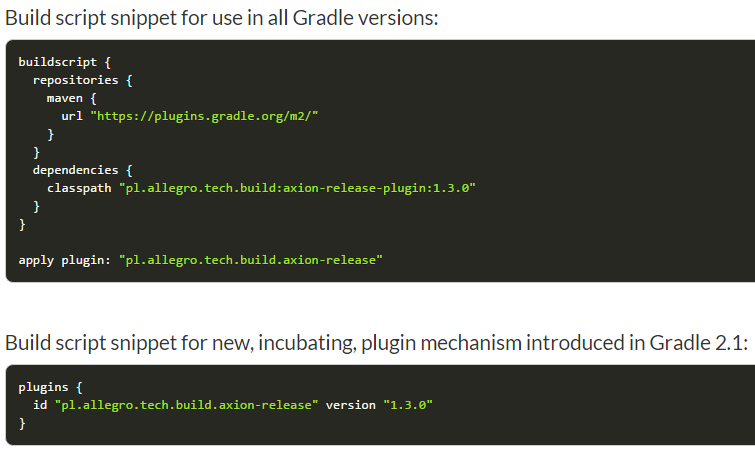 Build script snippet for use in all Gradle versions:
buildscript {
  repositories {
    maven {
      url "https://plugins.gradle.org/m2/"
    }
  }
  dependencies {
    classpath "pl.allegro.tech.build:axion-release-plugin:1.3.0"
  }
}
apply plugin: "pl.allegro.tech.build.axion-release"
Build script snippet for new, incubating, plugin mechanism introduced in Gradle 2.1:
plugins {
  id "pl.allegro.tech.build.axion-release" version "1.3.0"
}